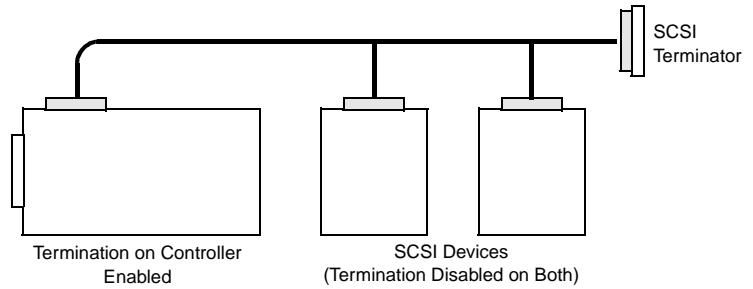 SCSI
Terminator
Termination on Controller
Enabled
SCSI Devices
(Termination Disabled on Both)